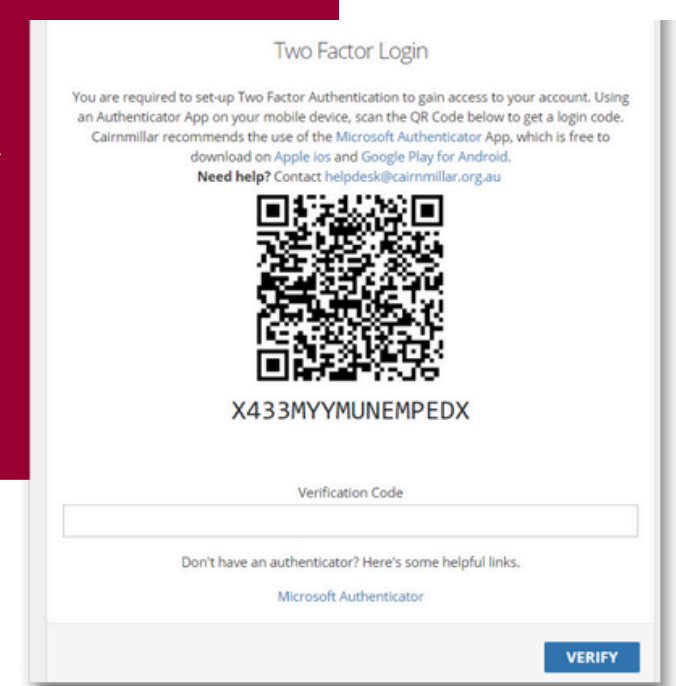 Two Factor Login
You are required to set-up Two Factor Authentication to gain access to your account. Using
an Authenticator App on your mobile device, scan the QR Code below to get a login code.
Cairnmillar recommends the use of the Microsoft Authenticator App, which is free to
download on Apple ios and Google Play for Android.
Need help? Contact helpdesk@cairnmillar.org.au
X433MYYMUNEMPEDX
Verification Code
Don't have an authenticator? Here's some helpful links.
Microsoft Authenticator
VERIFY